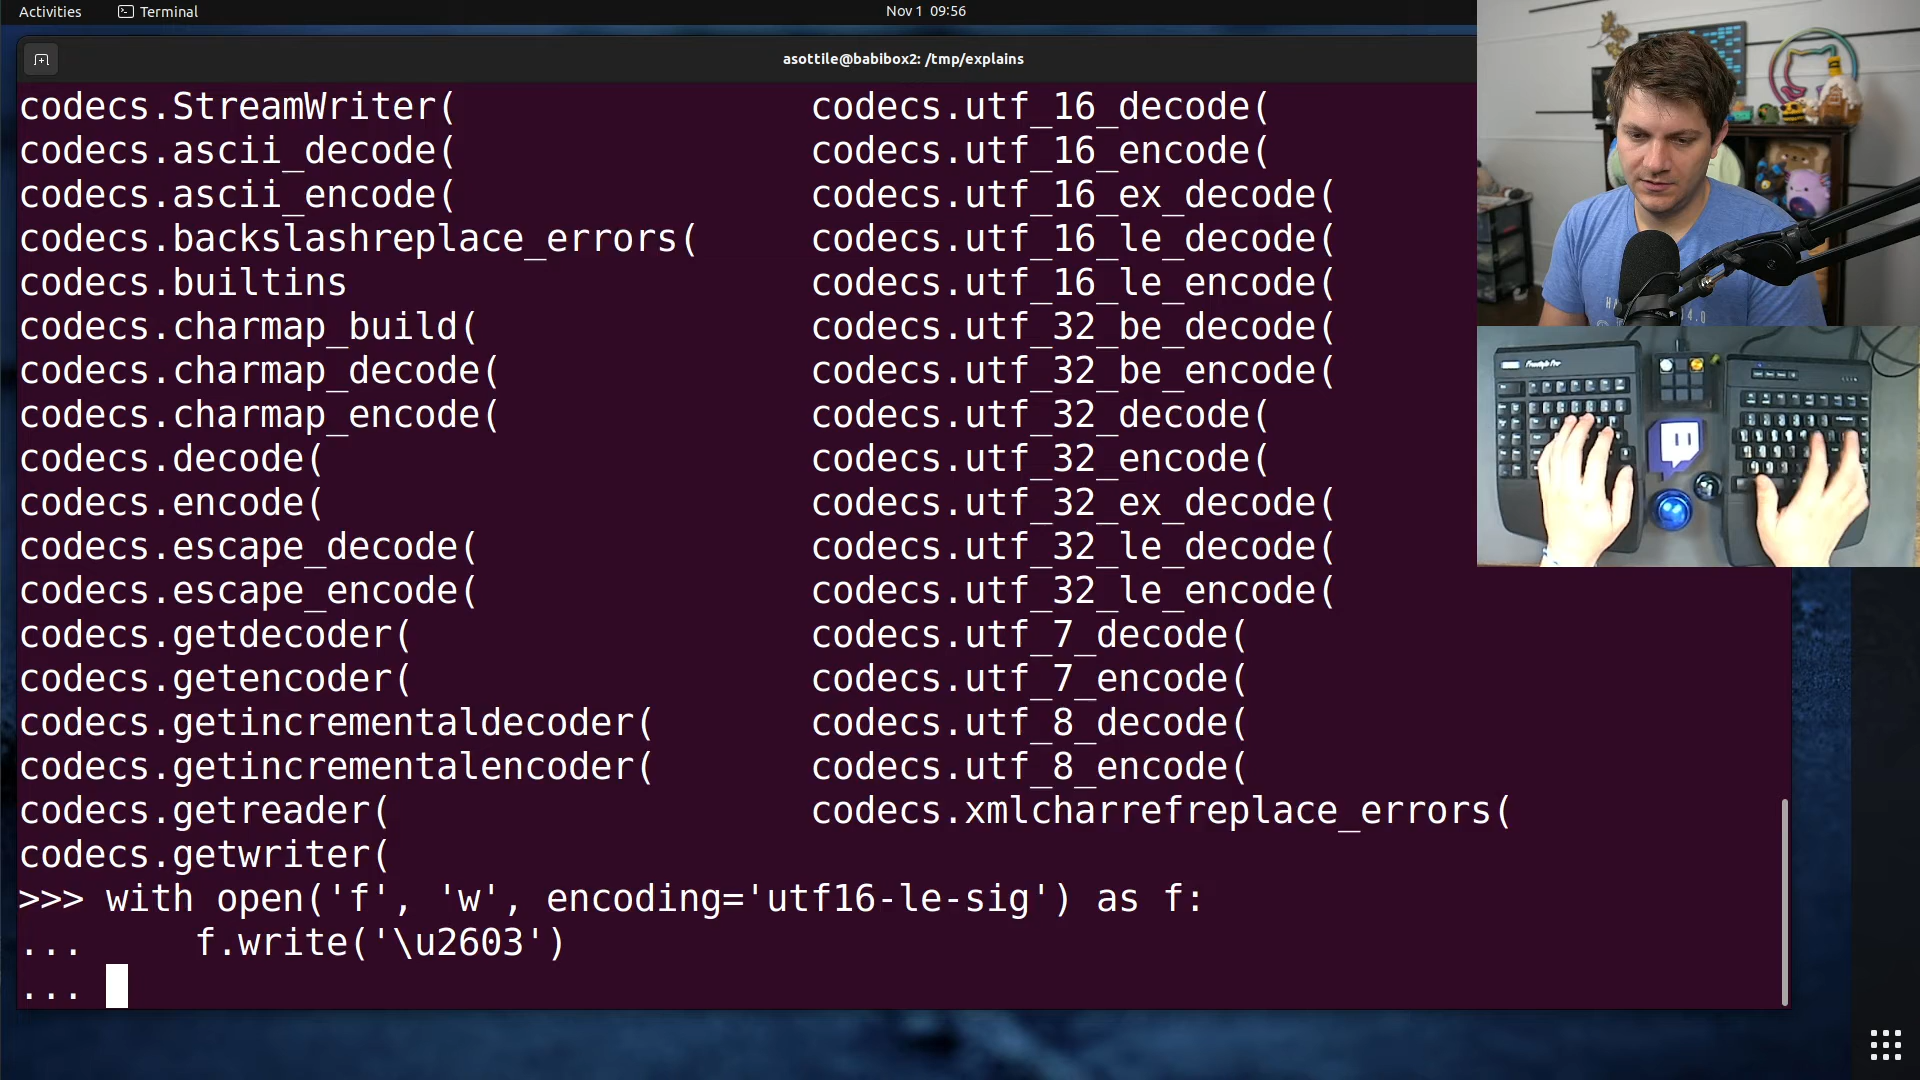 Activities
Terminal
Nov 1 09:56
asottile@babibox2: /tmp/explains
codecs.StreamWriter( codecs.utf_16_decode(
codecs.ascii_decode( codecs.utf_16_encode(
codecs.ascii_encode( codecs.utf_16_ex_decode(
codecs.backslashreplace_errors( codecs.utf_16_le_decode(
codecs.builtins codecs.utf_16_le_encode(
codecs.charmap_build( codecs.utf_32_be_decode(
codecs.charmap_decode( codecs.utf_32_be_encode(
codecs.charmap_encode( codecs.utf_32_decode(
codecs.decode( codecs.utf_32_encode(
codecs.encode( codecs.utf_32_ex_decode(
codecs.escape_decode( codecs.utf_32_le_decode(
codecs.escape_encode( codecs.utf_32_le_encode(
codecs.getdecoder( codecs.utf_7_decode(
codecs.getencoder( codecs.utf_7_encode(
codecs.getincrementaldecoder( codecs.utf_8_decode(
codecs.getincrementalencoder( codecs.utf_8_encode(
codecs.getreader( codecs.xmlcharrefreplace_errors(
codecs.getwriter(
>>> with open('f', 'w', encoding='utf16-le-sig') as f:
... f.write('\u2603')
...
Freestyle Pro